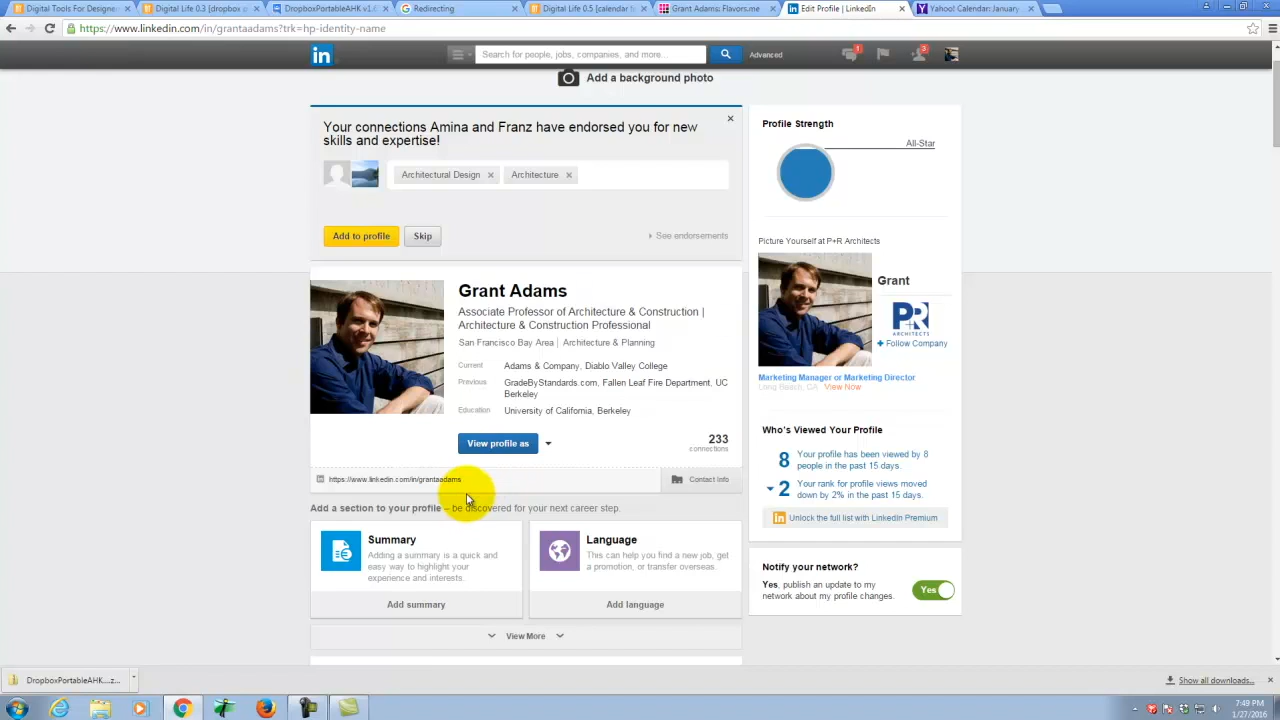 Digital Tools For Designer
Digital Life 0.3 [dropbox p
DropboxPortableAHK v1.6
Redirecting
Digital Life 0.5 [calendar t
Grant Adams.me
Edit Profile | LinkedIn
Yahoo! Calendar:January
https://www.linkedin.com/in/grantaadams?trk=hp-identity-name
in
Search for people, jobs, companies, and more...
Advanced
1
3
Add a background photo
Your connections Amina and Franz have endorsed you for new
skills and expertise!
Architectural Design
Architecture
Add to profile
Skip
See endorsements
Grant Adams
Associate Professor of Architecture & Construction |
Architecture & Construction Professional
San Francisco Bay Area | Architecture & Planning
Current Adams & Company, Diablo Valley College
Previous GradeByStandards.com, Fallen Leaf Fire Department, UC
Berkeley
Education University of California, Berkeley
View profile as
233
connections
https://www.linkedin.com/in/grantaadams
Contact Info
Add a section to your profile – be discovered for your next career step.
Summary
Adding a summary is a quick and
easy way to highlight your
experience and interests.
Add summary
Language
This can help you find a new job, get
a promotion, or transfer overseas.
Add language
View More
Profile Strength
All-Star
Picture Yourself at P+R Architects
Grant
P+R
ARCHITECTS
Follow Company
Marketing Manager or Marketing Director
Long Beach, CA View Now
Who's Viewed Your Profile
8 Your profile has been viewed by 8
people in the past 15 days.
2 Your rank for profile views moved
down by 2% in the past 15 days.
in Unlock the full list with LinkedIn Premium
Notify your network?
Yes, publish an update to my
network about my profile changes.
Yes
DropboxPortableAHK....z...
Show all downloads...
7:49 PM
1/27/2016